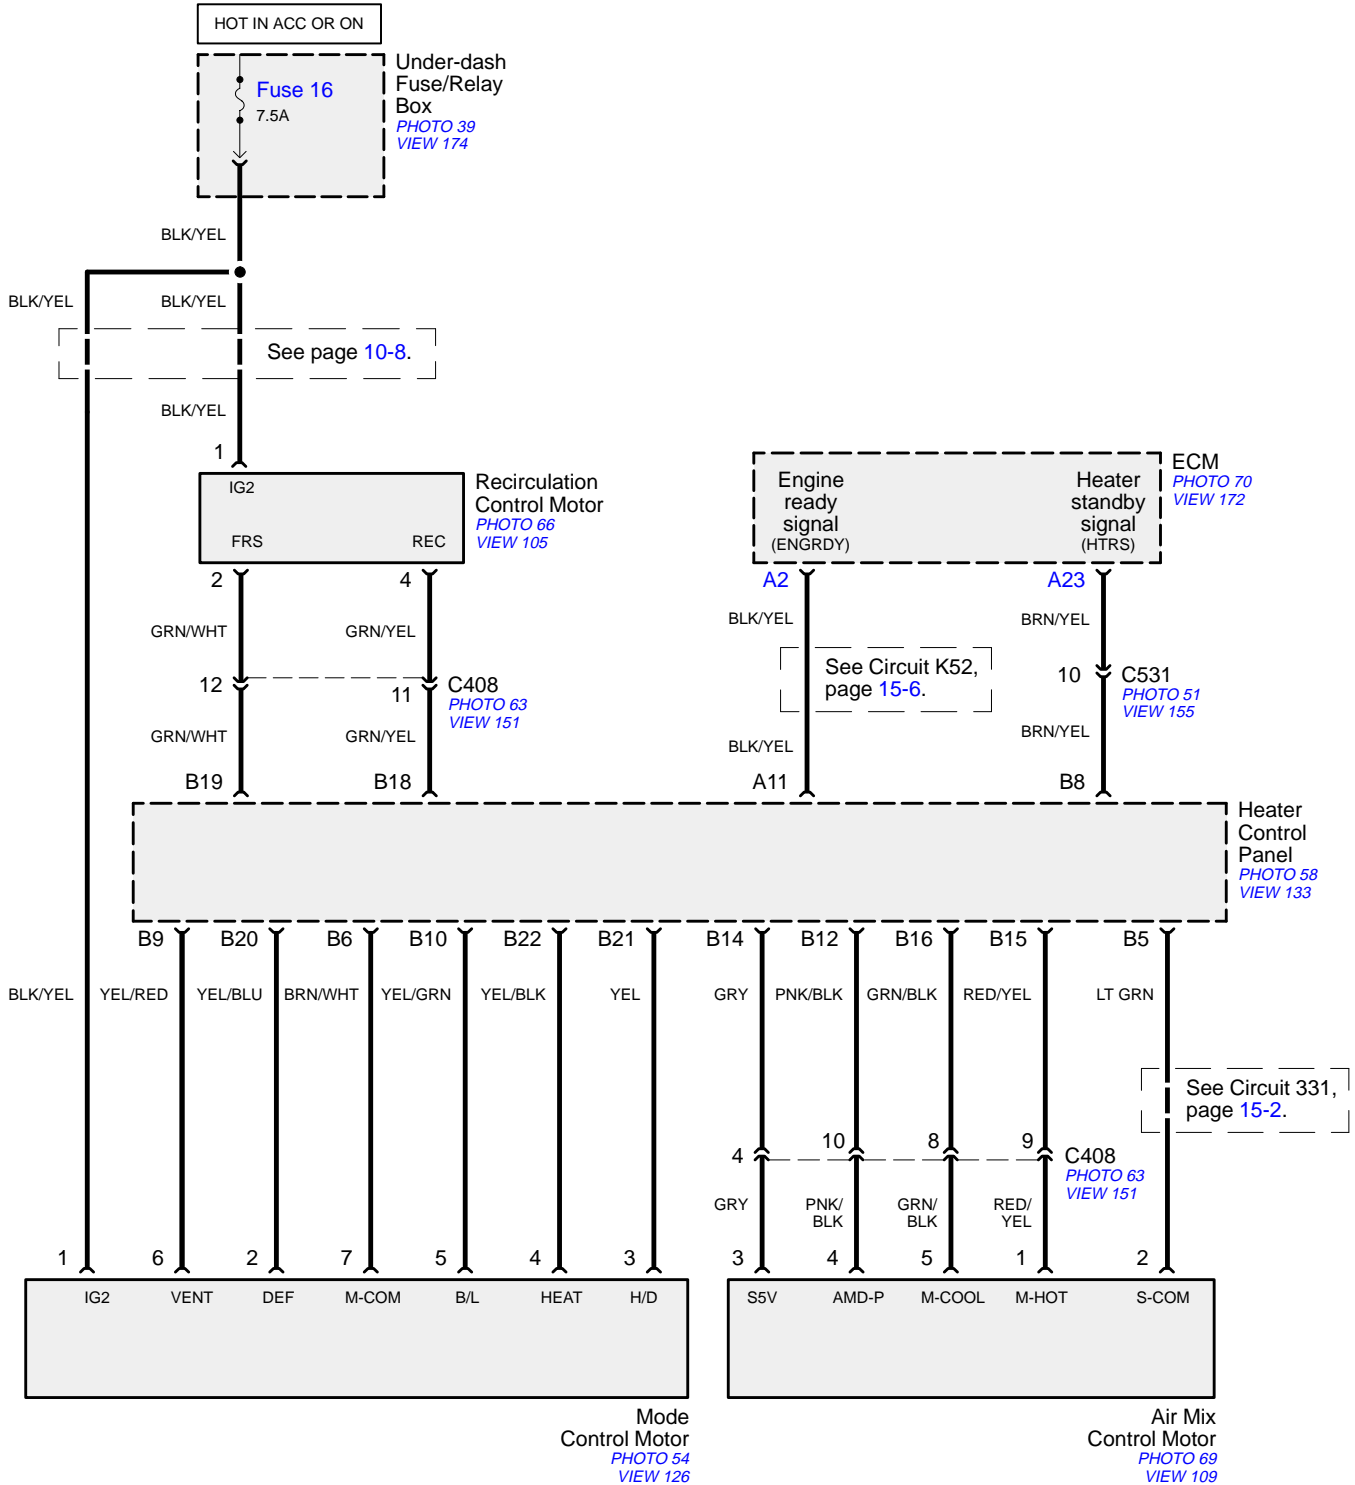 HOT IN ACC OR ON
Fuse 16
7.5A
Under-dash
Fuse/Relay
Box
PHOTO 39
VIEW 174
BLK/YEL
BLK/YEL
BLK/YEL
See page 10-8.
BLK/YEL
1
IG2
FRS
REC
Recirculation
Control Motor
PHOTO 66
VIEW 105
Engine
ready
signal
(ENGRDY)
Heater
standby
signal
(HTRS)
ECM
PHOTO 70
VIEW 172
2
4
A2
A23
GRN/WHT
GRN/YEL
BLK/YEL
BRN/YEL
12
11
C408
PHOTO 63
VIEW 151
See Circuit K52,
page 15-6.
10
C531
PHOTO 51
VIEW 155
GRN/WHT
GRN/YEL
BLK/YEL
BRN/YEL
B19
B18
A11
B8
Heater
Control
Panel
PHOTO 58
VIEW 133
B9
B20
B6
B10
B22
B21
B14
B12
B16
B15
B5
BLK/YEL
YEL/RED
YEL/BLU
BRN/WHT
YEL/GRN
YEL/BLK
YEL
GRY
PNK/BLK
GRN/BLK
RED/YEL
LT GRN
See Circuit 331,
page 15-2.
4
10
8
9
C408
PHOTO 63
VIEW 151
GRY
PNK/
BLK
GRN/
BLK
RED/
YEL
1
6
2
7
5
4
3
3
4
5
1
2
IG2
VENT
DEF
M-COM
B/L
HEAT
H/D
S5V
AMD-P
M-COOL
M-HOT
S-COM
Mode
Control Motor
PHOTO 54
VIEW 126
Air Mix
Control Motor
PHOTO 69
VIEW 109